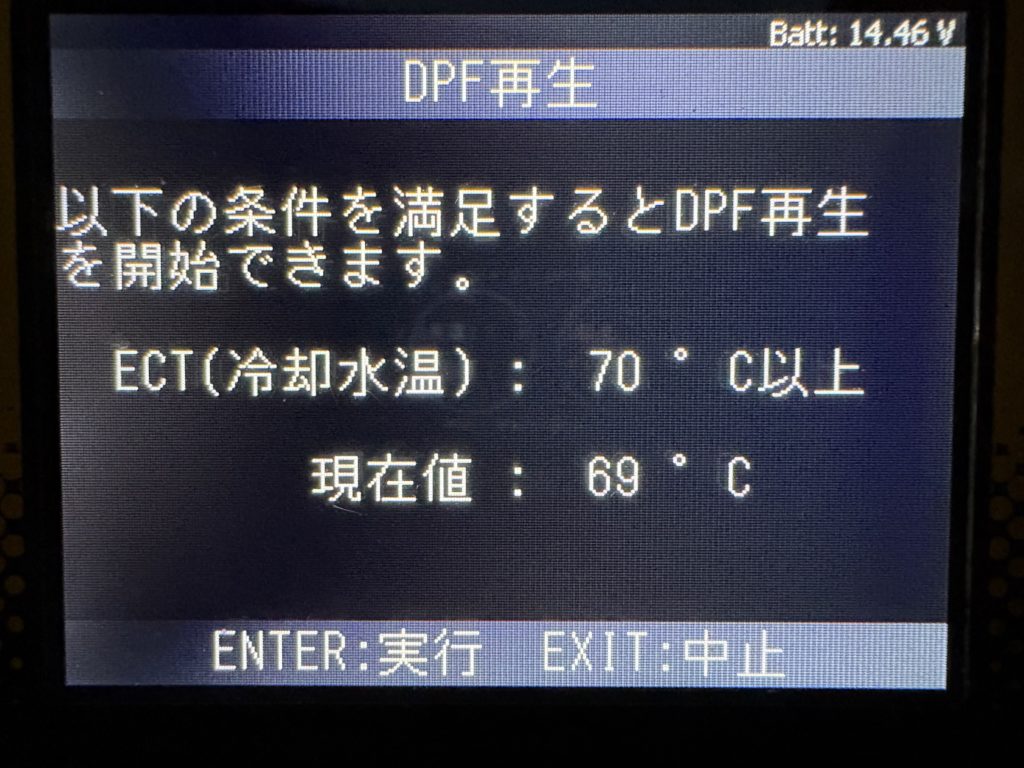 Batt: 14.46 V
DPF再生
以下の条件を満足するとDPF再生
を開始できます。
ECT(冷却水温) : 70 ° C以上
現在値 : 69 ° C
ENTER:実行 EXIT:中止